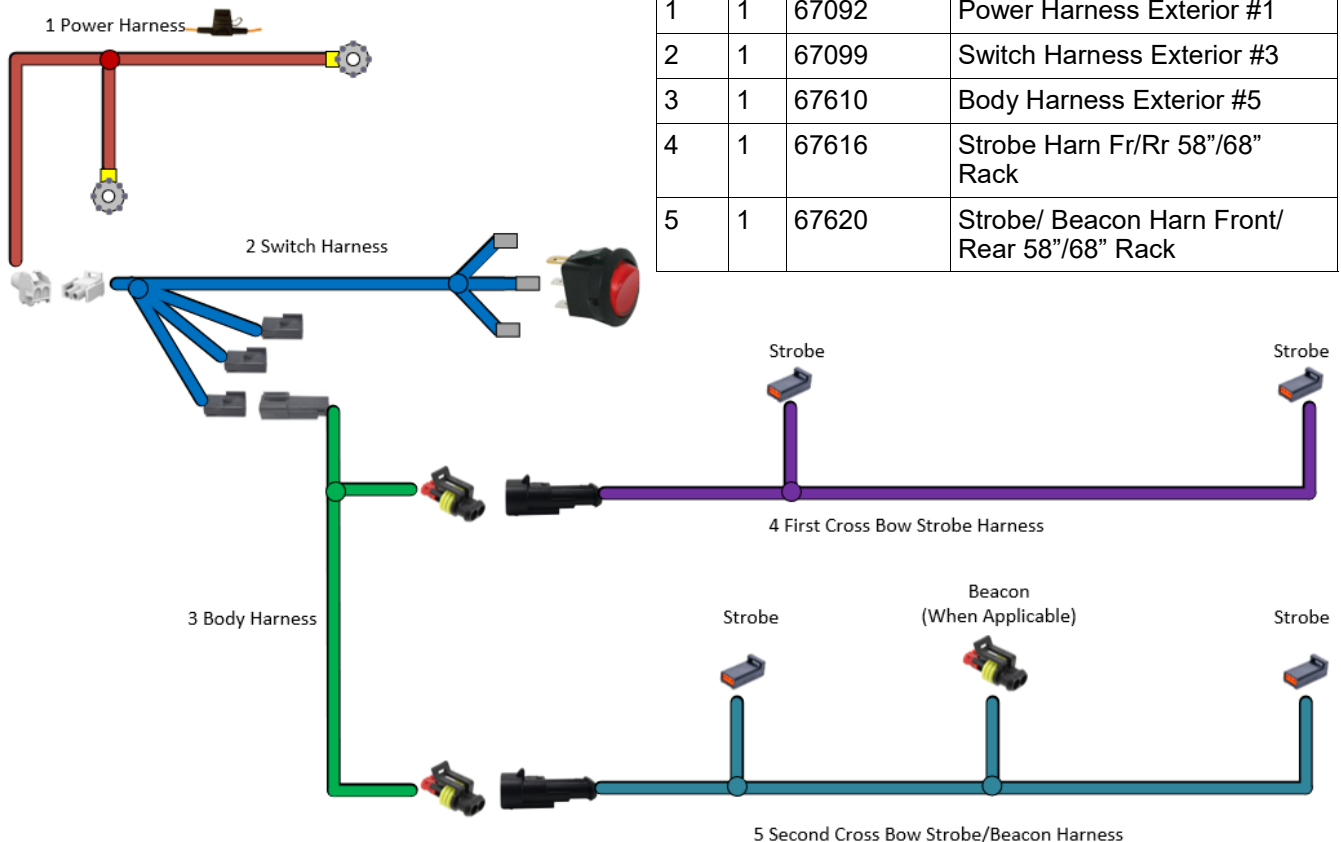 1 Power Harness
1 1 67092 Power Harness Exterior #1
2 1 67099 Switch Harness Exterior #3
3 1 67610 Body Harness Exterior #5
4 1 67616 Strobe Harn Fr/Rr 58”/68”
Rack
5 1 67620 Strobe/ Beacon Harn Front/
Rear 58”/68” Rack
2 Switch Harness
Strobe
Strobe
4 First Cross Bow Strobe Harness
3 Body Harness
Strobe
Beacon
(When Applicable)
Strobe
5 Second Cross Bow Strobe/Beacon Harness